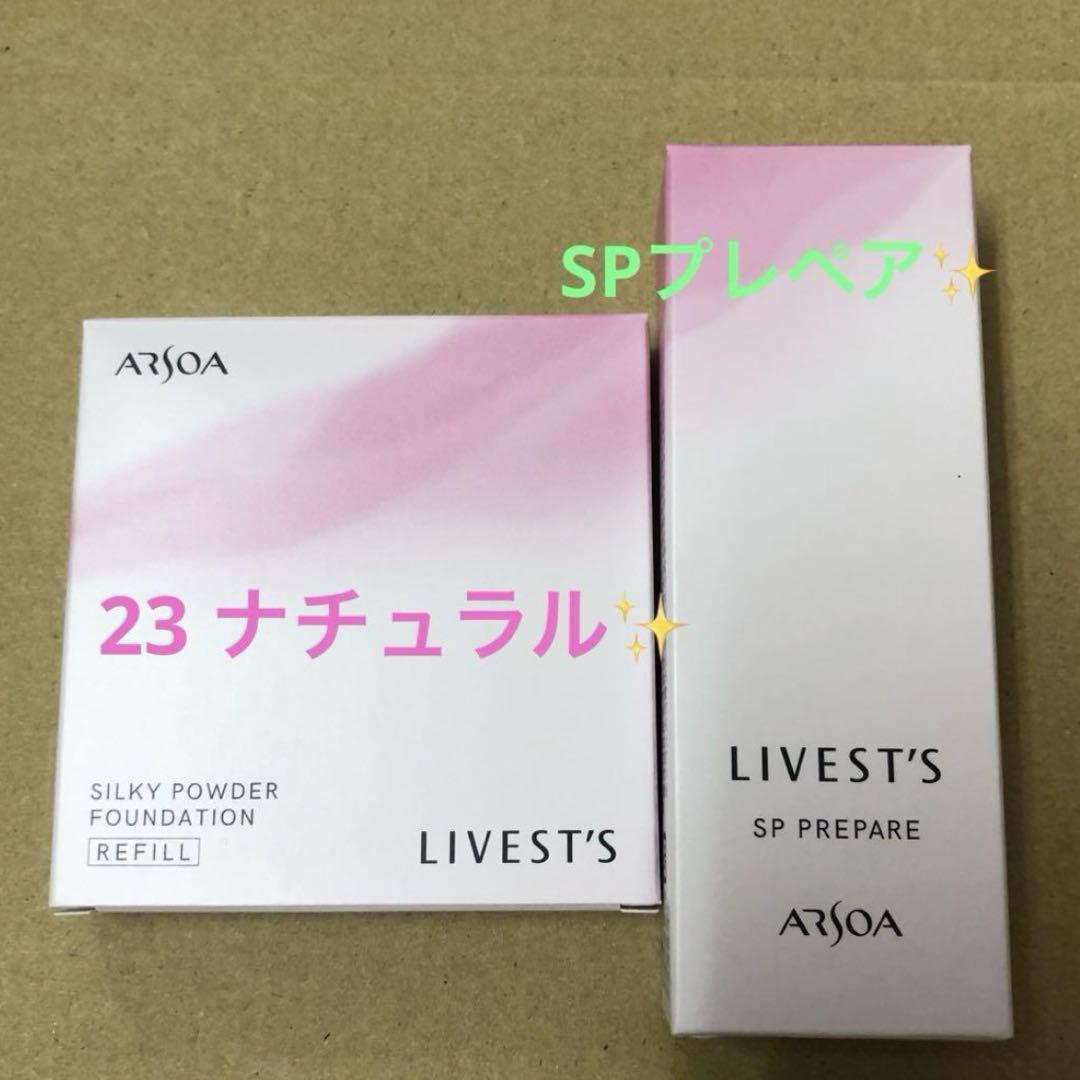 SPプレペア✨
ARSOA
23 ナチュラル✨
SILKY POWDER
FOUNDATION
REFILL
LIVEST'S
LIVEST'S
SP PREPARE
ARSOA